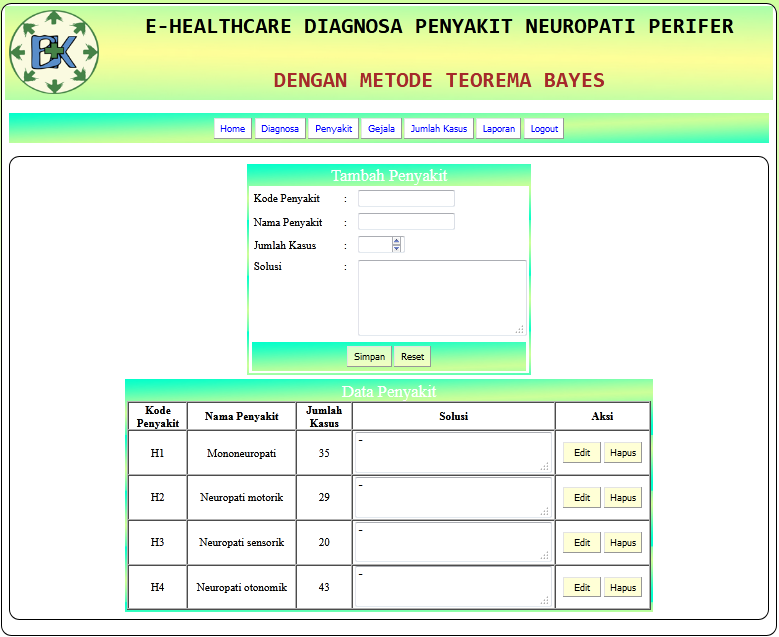 E-HEALTHCARE DIAGNOSA PENYAKIT NEUROPATI PERIFER
DENGAN METODE TEOREMA BAYES
Home Diagnosa Penyakit Gejala Jumlah Kasus Laporan Logout
Tambah Penyakit
Kode Penyakit :
Nama Penyakit :
Jumlah Kasus :
Solusi :
Simpan Reset
Data Penyakit
Kode Penyakit Nama Penyakit Jumlah Kasus Solusi Aksi
H1 Mononeuropati 35 - Edit Hapus
H2 Neuropati motorik 29 - Edit Hapus
H3 Neuropati sensorik 20 - Edit Hapus
H4 Neuropati otonomik 43 - Edit Hapus